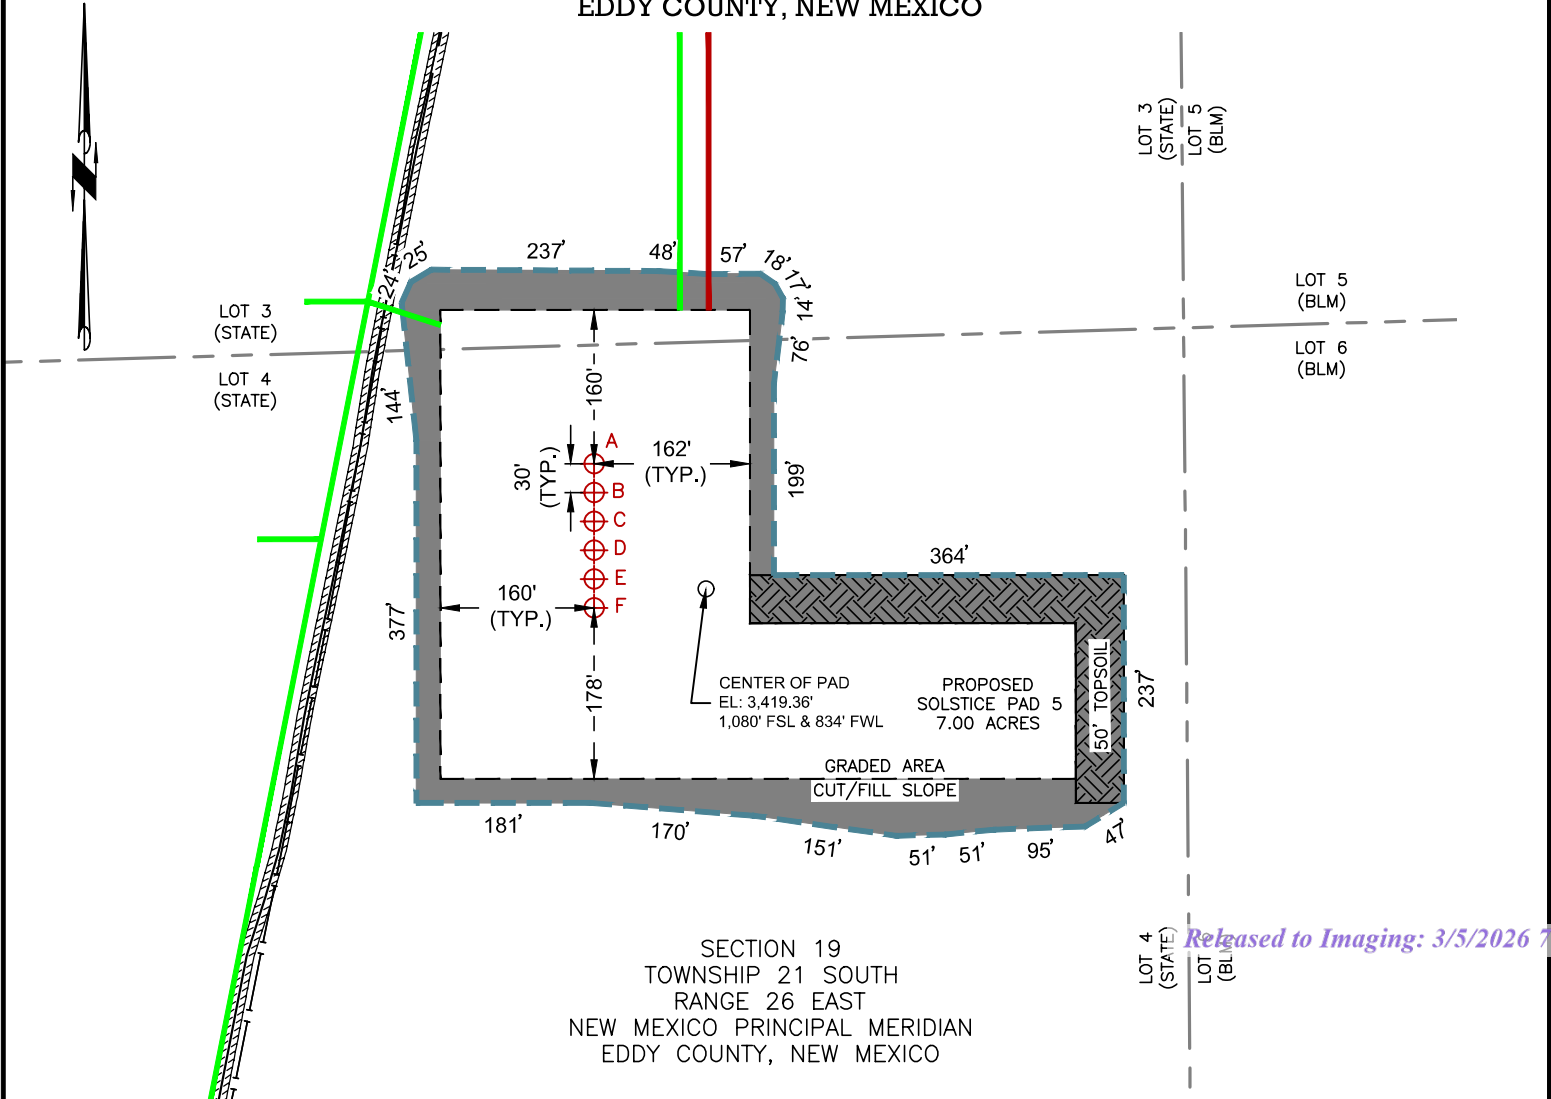 EDDY COUNTY, NEW MEXICO
LOT 3
(STATE)
LOT 5
(BLM)
25'
237'
48'
57'
18'
17'
24'
14'
LOT 3
(STATE)
LOT 5
(BLM)
76'
LOT 4
(STATE)
LOT 6
(BLM)
144'
160'
A
162'
(TYP.)
30'
(TYP.)
B
199'
C
D
364'
E
160'
(TYP.)
F
377'
178'
CENTER OF PAD
EL: 3,419.36'
1,080' FSL & 834' FWL
PROPOSED
SOLSTICE PAD 5
7.00 ACRES
50' TOPSOIL
237'
GRADED AREA
CUT/FILL SLOPE
181'
170'
151'
51'
51'
95'
47'
LOT 4
(STATE)
LOT
(BLM)
Released to Imaging: 3/5/2026 7
SECTION 19
TOWNSHIP 21 SOUTH
RANGE 26 EAST
NEW MEXICO PRINCIPAL MERIDIAN
EDDY COUNTY, NEW MEXICO